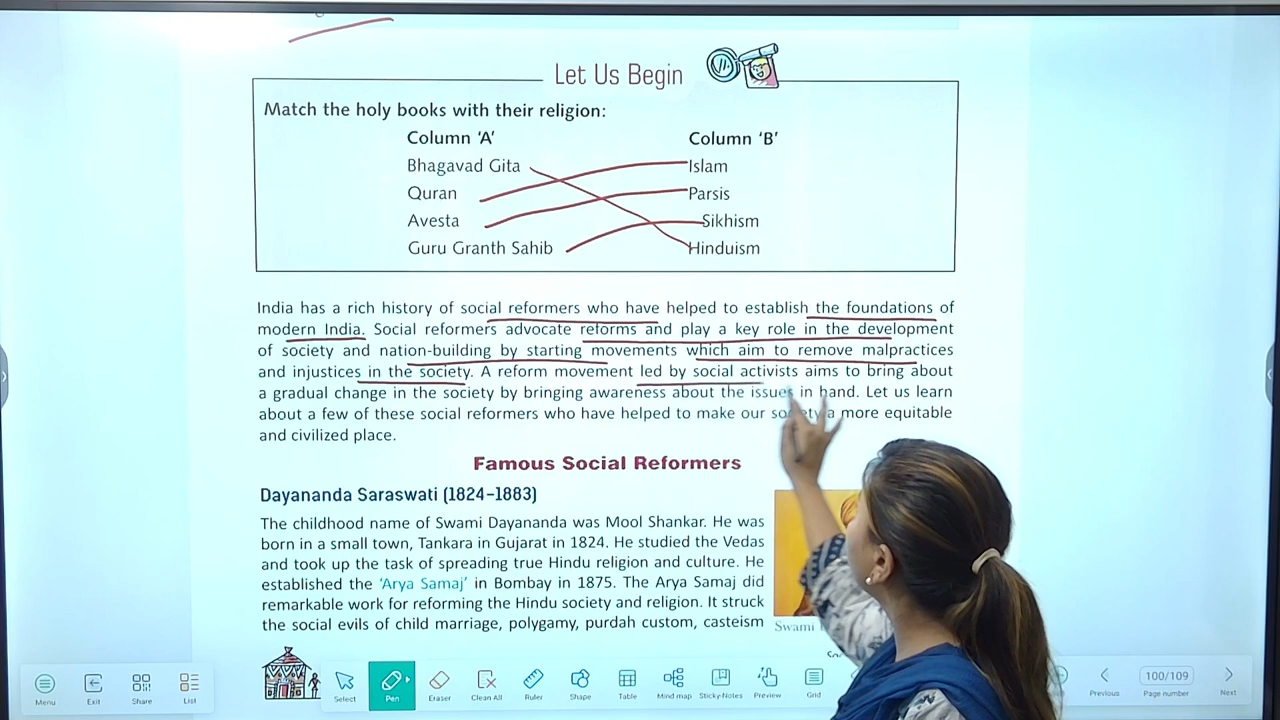 Let Us Begin
Match the holy books with their religion:
Column 'A' Column 'B'
Bhagavad Gita Islam
Quran Parsis
Avesta Sikhism
Guru Granth Sahib Hinduism
India has a rich history of social reformers who have helped to establish the foundations of
modern India. Social reformers advocate reforms and play a key role in the development
of society and nation-building by starting movements which aim to remove malpractices
and injustices in the society. A reform movement led by social activists aims to bring about
a gradual change in the society by bringing awareness about the issues in hand. Let us learn
about a few of these social reformers who have helped to make our society a more equitable
and civilized place.
Famous Social Reformers
Dayananda Saraswati (1824–1883)
The childhood name of Swami Dayananda was Mool Shankar. He was
born in a small town, Tankara in Gujarat in 1824. He studied the Vedas
and took up the task of spreading true Hindu religion and culture. He
established the 'Arya Samaj' in Bombay in 1875. The Arya Samaj did
remarkable work for reforming the Hindu society and religion. It struck
the social evils of child marriage, polygamy, purdah custom, casteism
Swami
Menu Exit Share List Select Pen Eraser Clean All Ruler Shape Table Mind map Sticky-Notes Preview Grid Previous 100/109 Page number Next